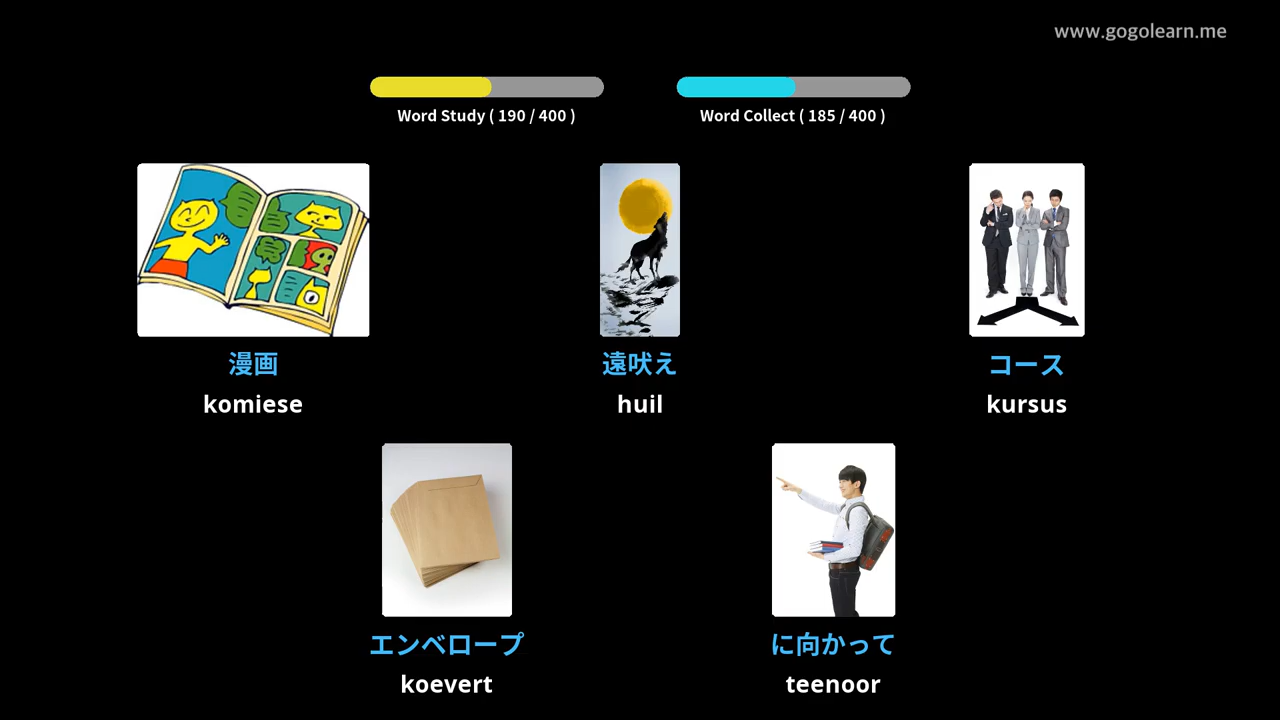 www.gogolearn.me
Word Study ( 190 / 400 )
Word Collect ( 185 / 400 )
漫画
komiese
遠吠え
huil
コース
kursus
エンベロープ
koevert
に向かって
teenoor